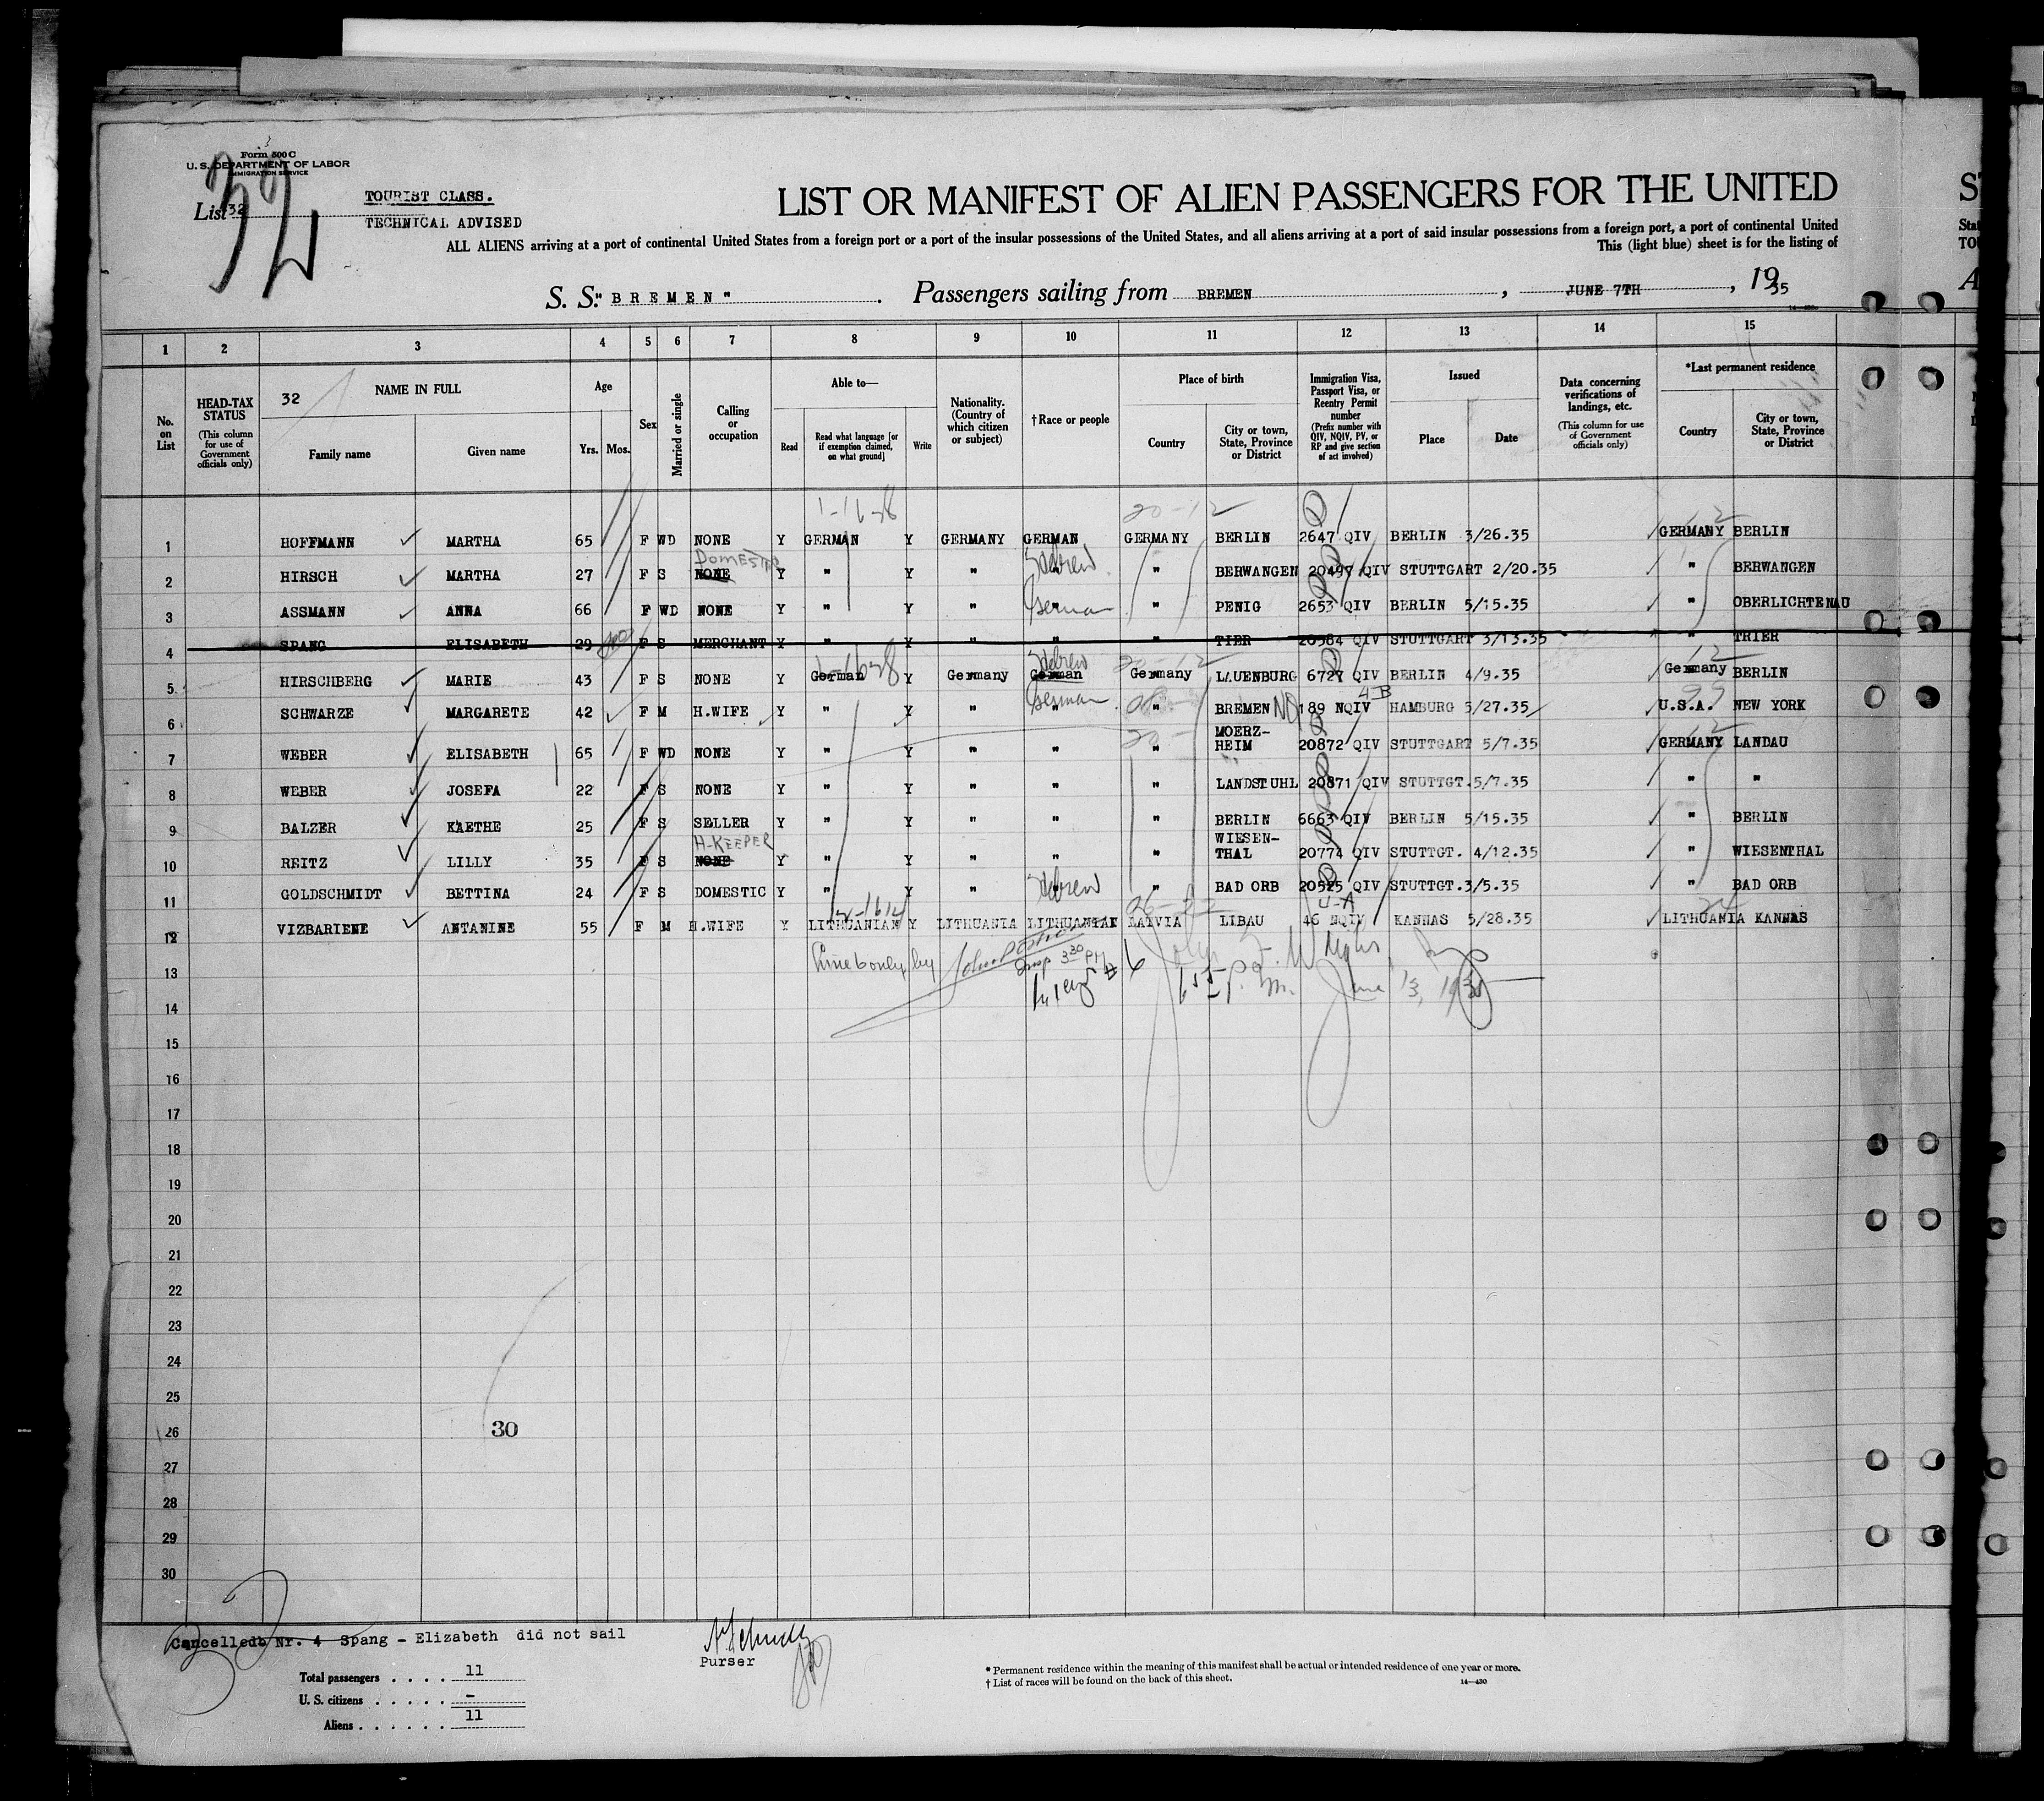 Form 500 C
U. S. DEPARTMENT OF LABOR
IMMIGRATION SERVICE
32
List 32
TOURIST CLASS.
TECHNICAL ADVISED
LIST OR MANIFEST OF ALIEN PASSENGERS FOR THE UNITED
ALL ALIENS arriving at a port of continental United States from a foreign port or a port of the insular possessions of the United States, and all aliens arriving at a port of said insular possessions from a foreign port, a port of continental United
This (light blue) sheet is for the listing of
S. S. "BREMEN" . Passengers sailing from BREMEN , JUNE 7TH , 1935
1 2 3 4 5 6 7 8 9 10 11 12 13 14 15
No. on List
HEAD-TAX STATUS (This column for use of Government officials only)
32 NAME IN FULL
Family name Given name
Age
Yrs. Mos.
Sex
Married or single
Calling or occupation
Able to—
Read
Read what language [or if exemption claimed, on what ground]
Write
Nationality. (Country of which citizen or subject)
† Race or people
Place of birth
Country
City or town, State, Province or District
Immigration Visa, Passport Visa, or Reentry Permit number (Prefix number with QIV, NQIV, PV, or RP and give section of act involved)
Issued
Place Date
Data concerning verifications of landings, etc. (This column for use of Government officials only)
*Last permanent residence
Country
City or town, State, Province or District
1 HOFFMANN MARTHA 65 F WD NONE Y GERMAN Y GERMANY GERMAN GERMANY BERLIN 2647 QIV BERLIN 3/26.35 GERMANY BERLIN
DOMESTIC
2 HIRSCH MARTHA 27 F S NONE Y " Y " Hebrew " BERWANGEN 20497 QIV STUTTGART 2/20.35 " BERWANGEN
3 ASSMANN ANNA 66 F WD NONE Y " Y " German " PENIG 2653 QIV BERLIN 5/15.35 " OBERLICHTENAU
4 SPANG ELISABETH 29 F S MERCHANT Y " Y " " " TIER 20584 QIV STUTTGART 3/13.35 " TRIER
Hebrew
5 HIRSCHBERG MARIE 43 F S NONE Y German Y Germany German Germany LAUENBURG 6727 QIV BERLIN 4/9.35 Germany BERLIN
4-B
6 SCHWARZE MARGARETE 42 F M H.WIFE Y " Y " German " BREMEN 189 NQIV HAMBURG 5/27.35 U.S.A. NEW YORK
7 WEBER ELISABETH 65 F WD NONE Y " Y " " " MOERZ-HEIM 20872 QIV STUTTGART 5/7.35 GERMANY LANDAU
8 WEBER JOSEFA 22 F S NONE Y " Y " " " LANDSTUHL 20871 QIV STUTTGT. 5/7.35 " "
9 BALZER KAETHE 25 F S SELLER Y " Y " " " BERLIN 6663 QIV BERLIN 5/15.35 " BERLIN
H-KEEPER
10 REITZ LILLY 35 F S NONE Y " Y " " " WIESEN-THAL 20774 QIV STUTTGT. 4/12.35 " WIESENTHAL
11 GOLDSCHMIDT BETTINA 24 F S DOMESTIC Y " Y " Hebrew " BAD ORB 20525 QIV STUTTGT. 3/5.35 " BAD ORB
12 VIZBARIENE ANTANINE 55 F M H.WIFE Y LITHUANIAN Y LITHUANIA LITHUANIAN LATVIA LIBAU 46 NQIV KANNAS 5/28.35 LITHUANIA KANNAS
Line 6 only, by
13
14
15
16
17
18
19
20
21
22
23
24
25
26
27
28
29
30
30
Cancelled: Nr. 4 Spang - Elizabeth did not sail
Purser
Total passengers . . . . 11
U. S. citizens . . . . . -
Aliens . . . . . . 11
* Permanent residence within the meaning of this manifest shall be actual or intended residence of one year or more.
† List of races will be found on the back of this sheet.
14—430